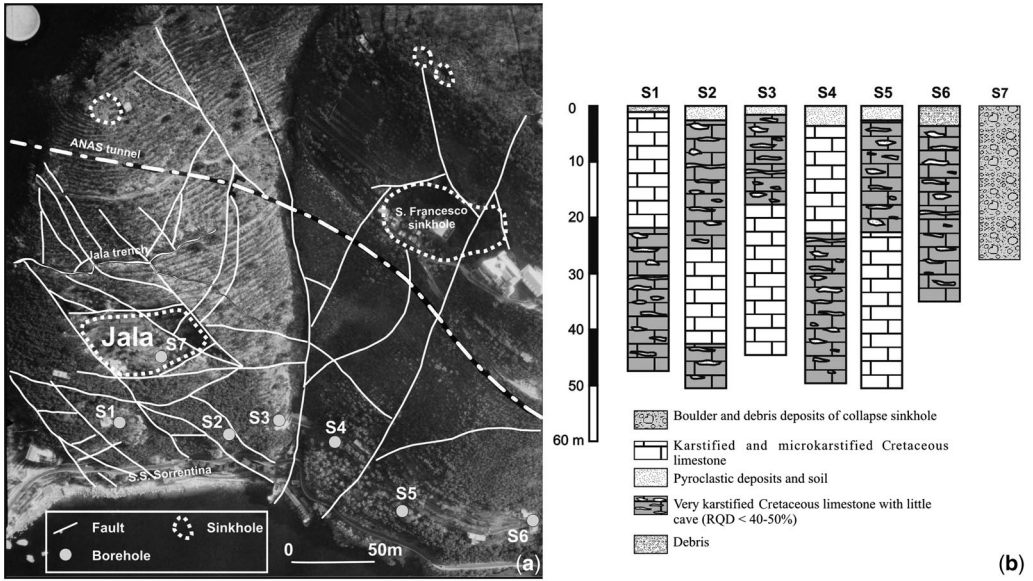 ANAS tunnel
S. Francesco
sinkhole
Jala trench
Jala
S7
S1
S2
S3
S4
S5
S6
S.S. Sorrentina
Fault
Sinkhole
Borehole
0
50m
(a)
S1 S2 S3 S4 S5 S6 S7
0
10
20
30
40
50
60 m
Boulder and debris deposits of collapse sinkhole
Karstified and microkarstified Cretaceous
limestone
Pyroclastic deposits and soil
Very karstified Cretaceous limestone with little
cave (RQD < 40-50%)
Debris
(b)